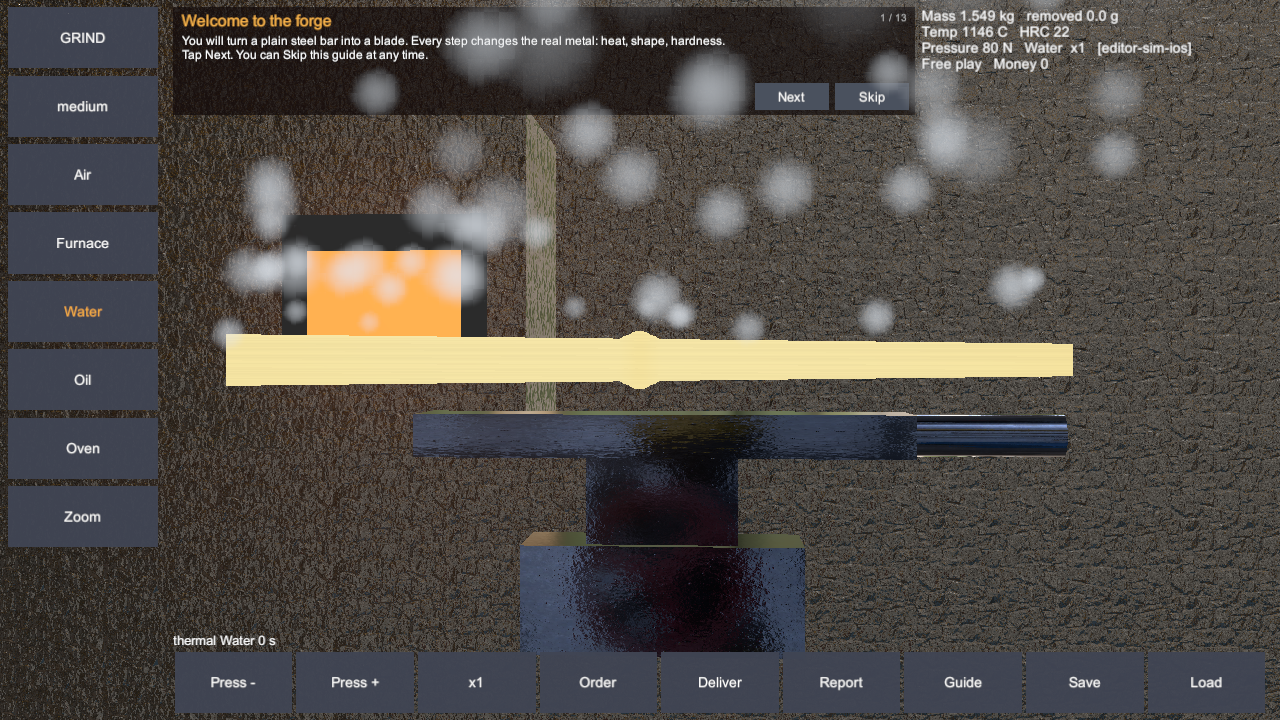 GRIND
medium
Air
Furnace
Water
Oil
Oven
Zoom
Welcome to the forge
1 / 13
You will turn a plain steel bar into a blade. Every step changes the real metal: heat, shape, hardness.
Tap Next. You can Skip this guide at any time.
Next
Skip
Mass 1.549 kg removed 0.0 g
Temp 1146 C HRC 22
Pressure 80 N Water x1 [editor-sim-ios]
Free play Money 0
thermal Water 0 s
Press -
Press +
x1
Order
Deliver
Report
Guide
Save
Load